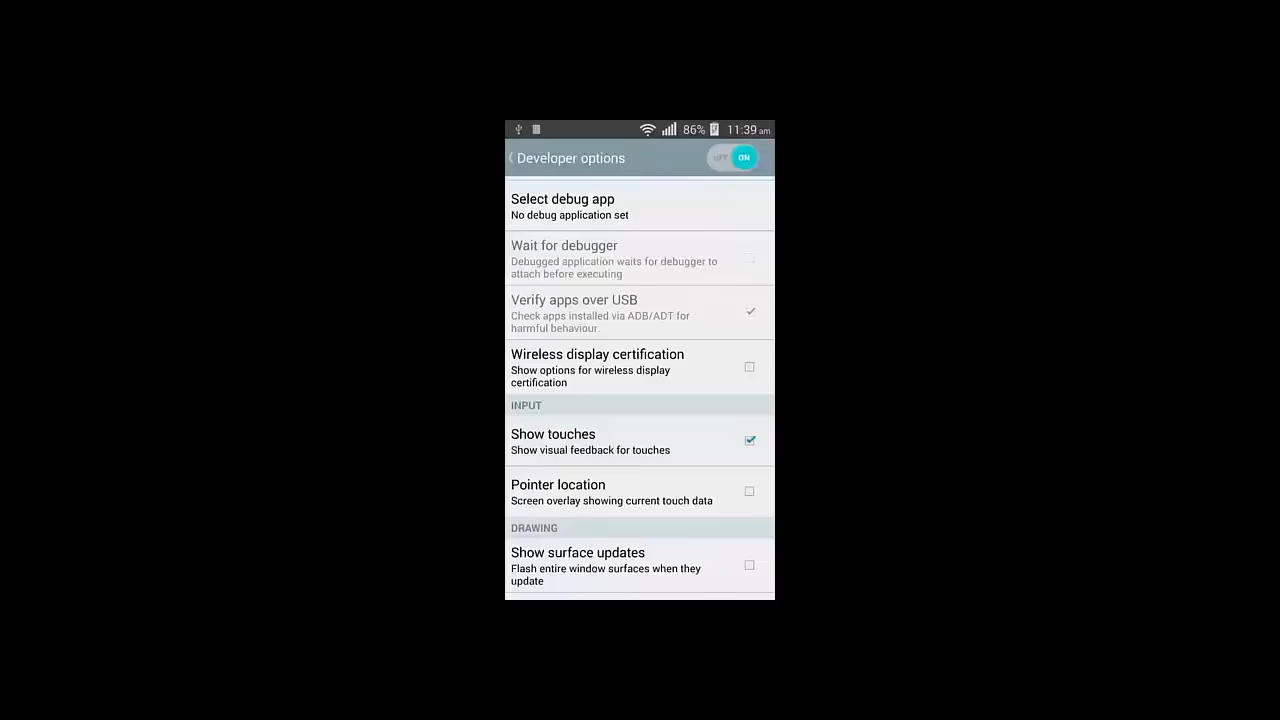 86% 11:39 am
Developer options OFF ON
Select debug app
No debug application set
Wait for debugger
Debugged application waits for debugger to
attach before executing
Verify apps over USB
Check apps installed via ADB/ADT for
harmful behaviour.
Wireless display certification
Show options for wireless display
certification
INPUT
Show touches
Show visual feedback for touches
Pointer location
Screen overlay showing current touch data
DRAWING
Show surface updates
Flash entire window surfaces when they
update